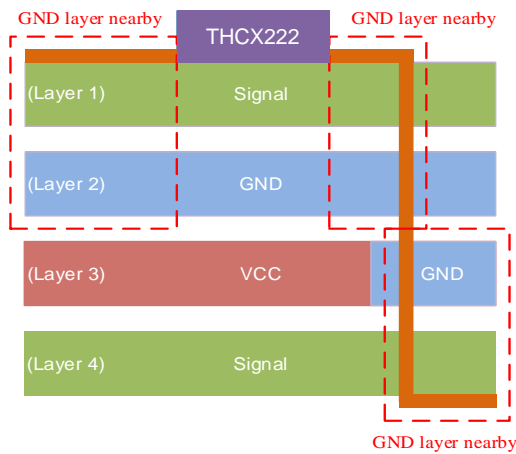 GND layer nearby
THCX222
GND layer nearby
(Layer 1) Signal
(Layer 2) GND
(Layer 3) VCC GND
(Layer 4) Signal
GND layer nearby